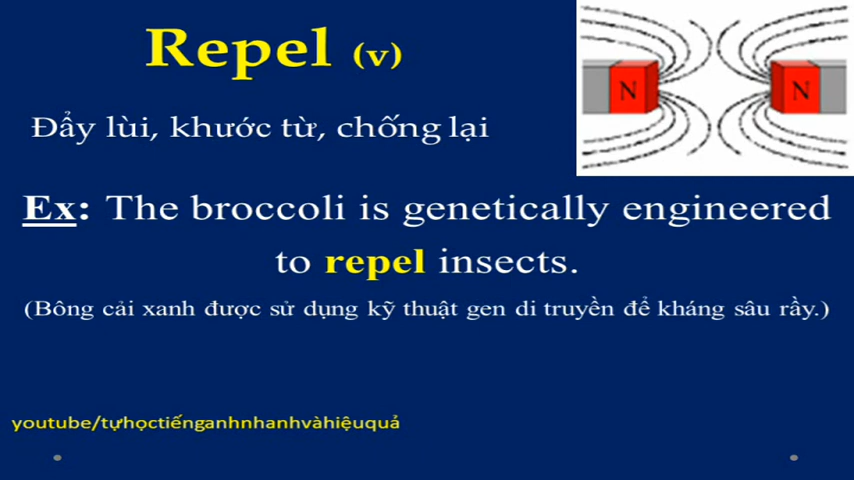 Repel (v)
N
N
Đẩy lùi, khước từ, chống lại
Ex: The broccoli is genetically engineered
to repel insects.
(Bông cải xanh được sử dụng kỹ thuật gen di truyền để kháng sâu rầy.)
youtube/tựhọctiếnganhnhanhvàhiệuquả